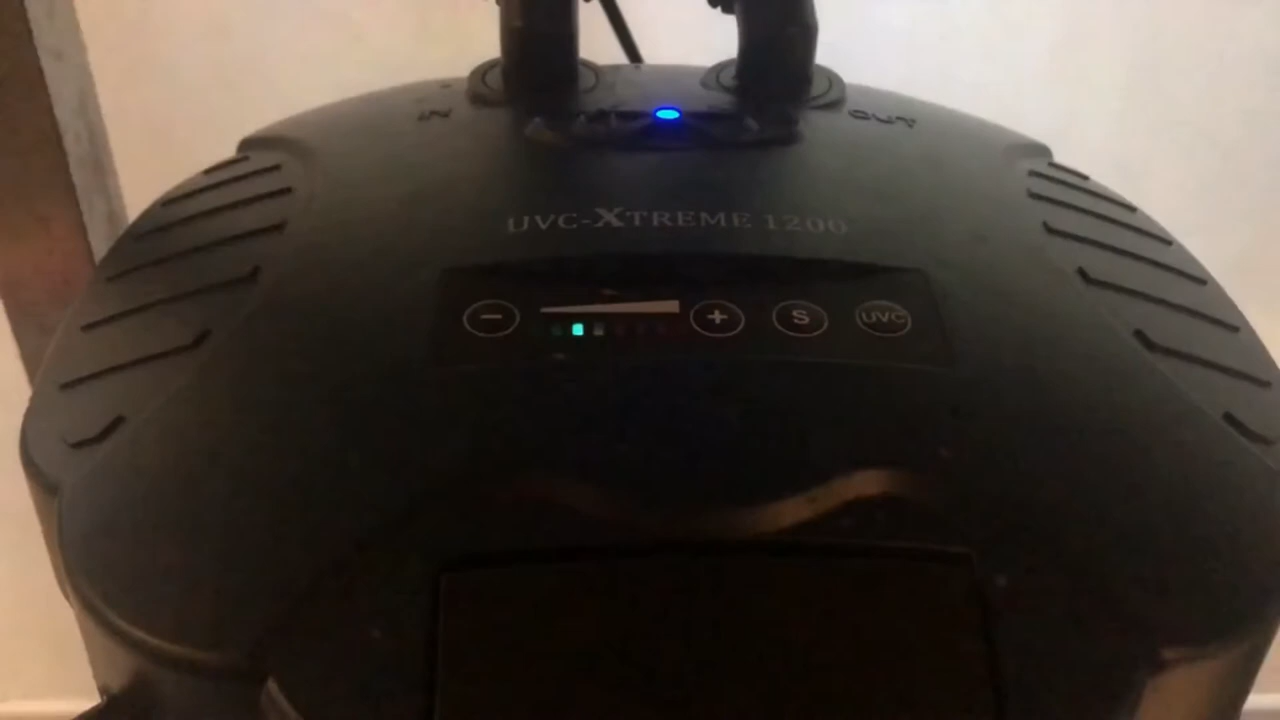 IN OUT
UVC-XTREME 1200
− + S UVC